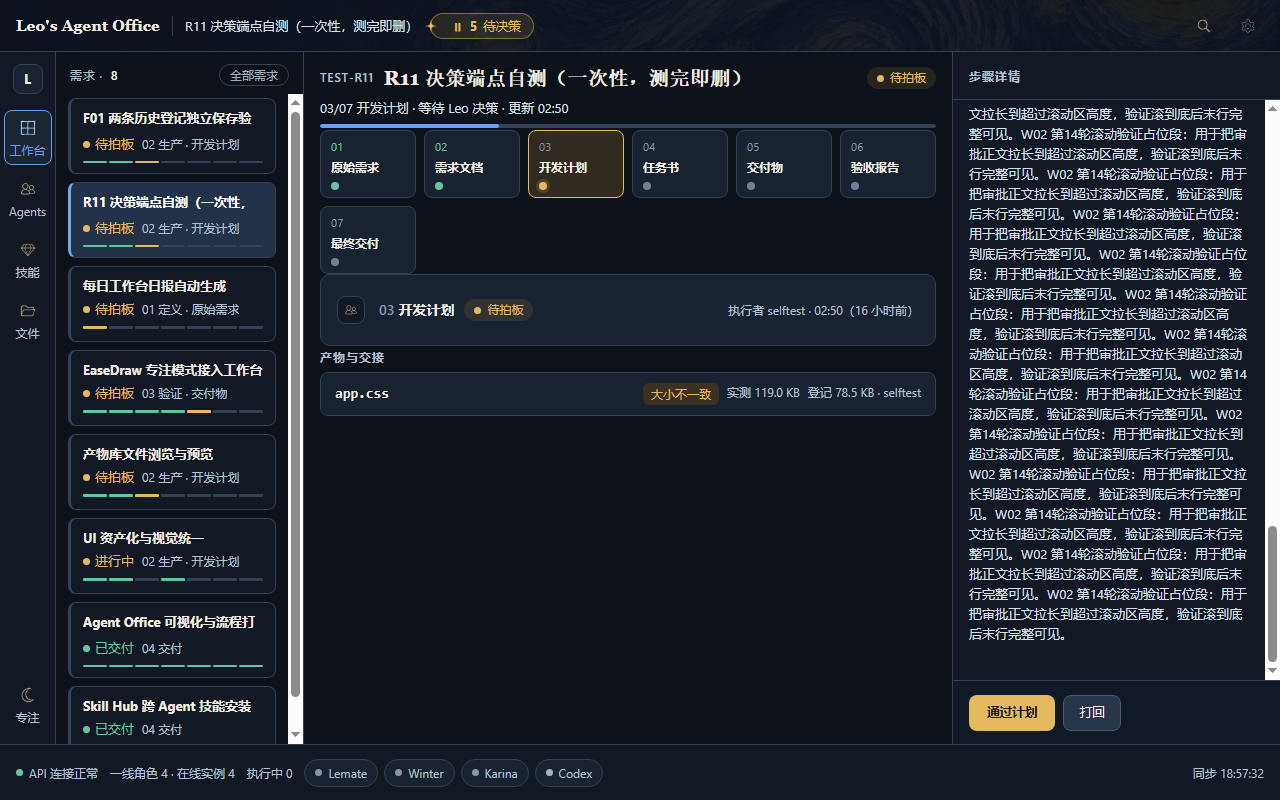 Leo's Agent Office
R11 决策端点自测（一次性，测完即删）
5 待决策
L
工作台
Agents
技能
文件
专注
需求 · 8
全部需求
F01 两条历史登记独立保存验
待拍板 02 生产 · 开发计划
R11 决策端点自测（一次性，
待拍板 02 生产 · 开发计划
每日工作台日报自动生成
待拍板 01 定义 · 原始需求
EaseDraw 专注模式接入工作台
待拍板 03 验证 · 交付物
产物库文件浏览与预览
待拍板 02 生产 · 开发计划
UI 资产化与视觉统一
进行中 02 生产 · 开发计划
Agent Office 可视化与流程打
已交付 04 交付
Skill Hub 跨 Agent 技能安装
已交付 04 交付
TEST-R11 R11 决策端点自测（一次性，测完即删）
待拍板
03/07 开发计划 · 等待 Leo 决策 · 更新 02:50
01
原始需求
02
需求文档
03
开发计划
04
任务书
05
交付物
06
验收报告
07
最终交付
03 开发计划 待拍板
执行者 selftest · 02:50（16 小时前）
产物与交接
app.css
大小不一致 实测 119.0 KB 登记 78.5 KB · selftest
步骤详情
文拉长到超过滚动区高度，验证滚到底后末行完
整可见。W02 第14轮滚动验证占位段：用于把审
批正文拉长到超过滚动区高度，验证滚到底后末
行完整可见。W02 第14轮滚动验证占位段：用于
把审批正文拉长到超过滚动区高度，验证滚到底
后末行完整可见。W02 第14轮滚动验证占位段：
用于把审批正文拉长到超过滚动区高度，验证滚
到底后末行完整可见。W02 第14轮滚动验证占位
段：用于把审批正文拉长到超过滚动区高度，验
证滚到底后末行完整可见。W02 第14轮滚动验证
占位段：用于把审批正文拉长到超过滚动区高
度，验证滚到底后末行完整可见。W02 第14轮滚
动验证占位段：用于把审批正文拉长到超过滚动
区高度，验证滚到底后末行完整可见。W02 第14
轮滚动验证占位段：用于把审批正文拉长到超过
滚动区高度，验证滚到底后末行完整可见。W02
第14轮滚动验证占位段：用于把审批正文拉长到
超过滚动区高度，验证滚到底后末行完整可见。
W02 第14轮滚动验证占位段：用于把审批正文拉
长到超过滚动区高度，验证滚到底后末行完整可
见。W02 第14轮滚动验证占位段：用于把审批正
文拉长到超过滚动区高度，验证滚到底后末行完
整可见。W02 第14轮滚动验证占位段：用于把审
批正文拉长到超过滚动区高度，验证滚到底后末
行完整可见。W02 第14轮滚动验证占位段：用于
把审批正文拉长到超过滚动区高度，验证滚到底
后末行完整可见。
通过计划
打回
API 连接正常 一线角色 4 · 在线实例 4 执行中 0
Lemate
Winter
Karina
Codex
同步 18:57:32